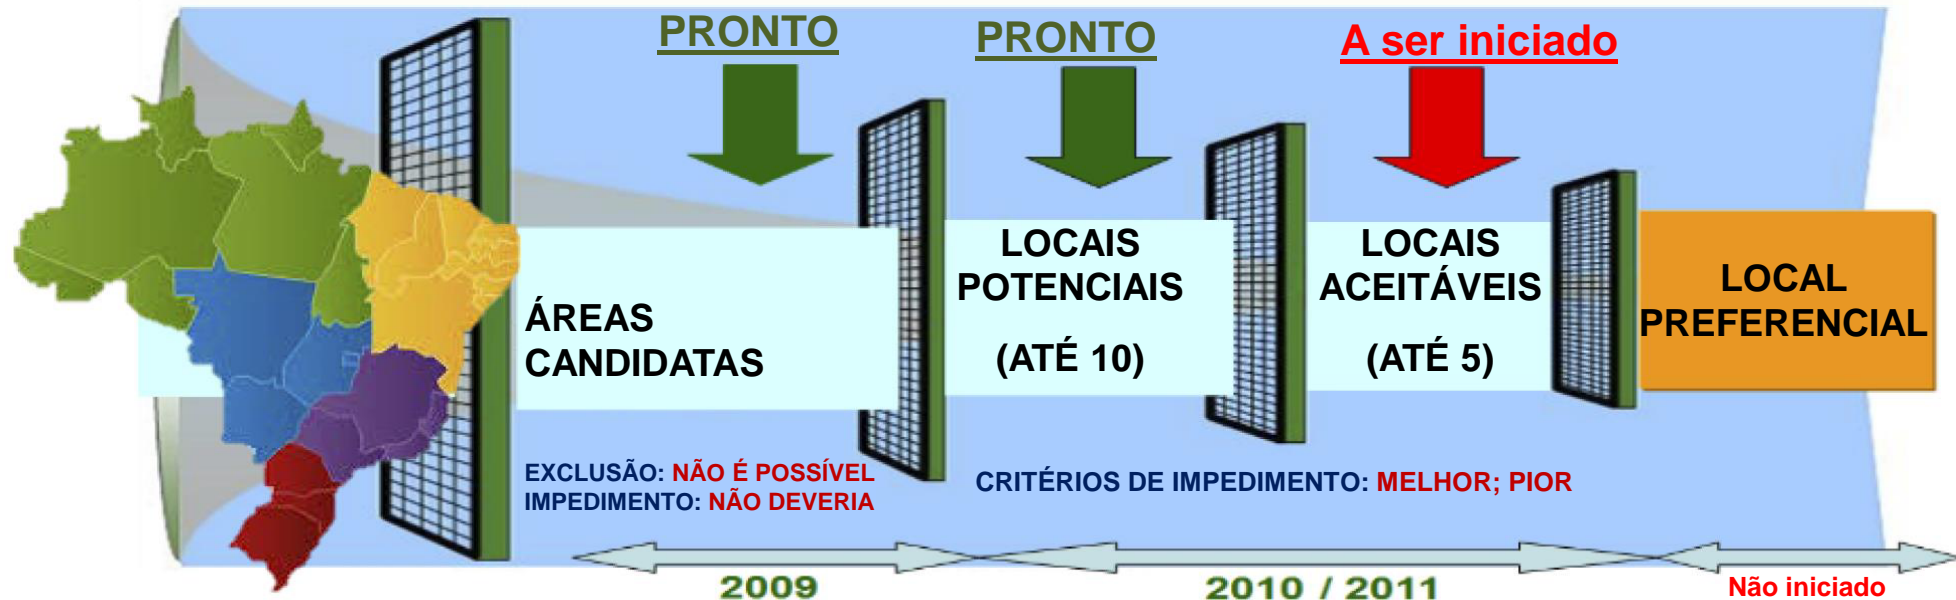 PRONTO
PRONTO
A ser iniciado
ÁREAS
CANDIDATAS
LOCAIS
POTENCIAIS
(ATÉ 10)
LOCAIS
ACEITÁVEIS
(ATÉ 5)
LOCAL
PREFERENCIAL
EXCLUSÃO: NÃO É POSSÍVEL
IMPEDIMENTO: NÃO DEVERIA
CRITÉRIOS DE IMPEDIMENTO: MELHOR; PIOR
2009
2010 / 2011
Não iniciado